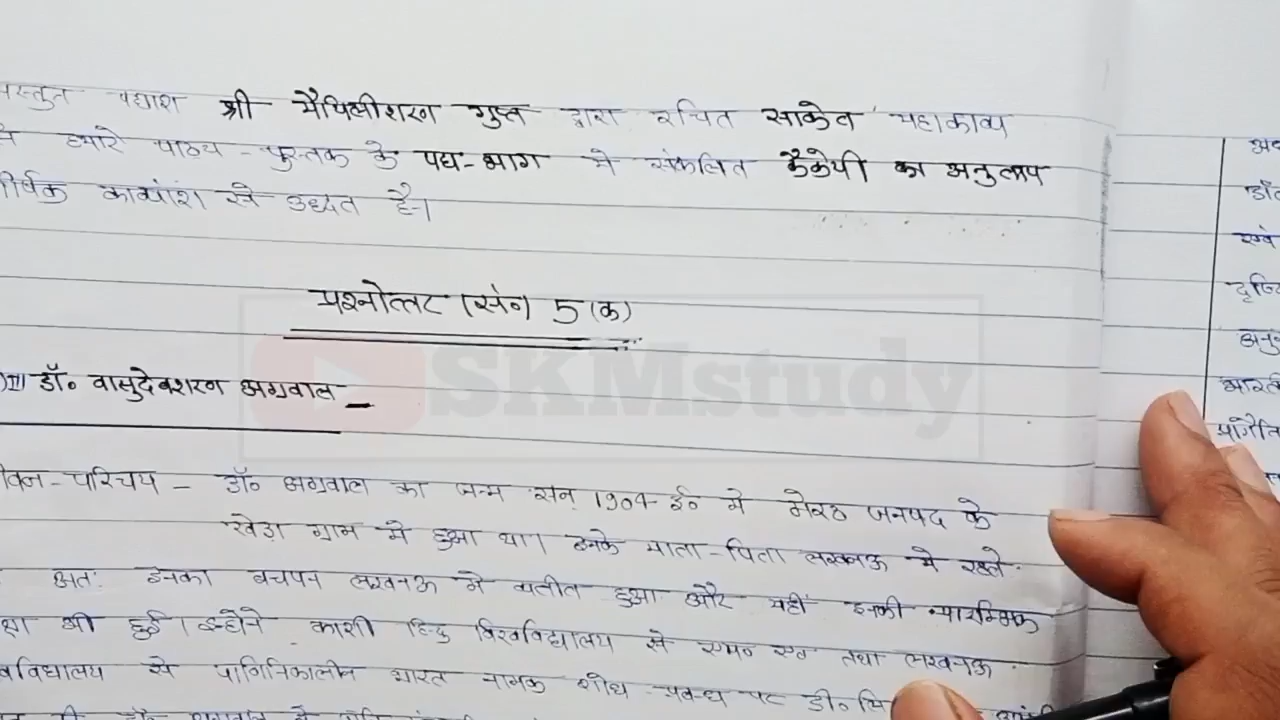 प्रस्तुत पद्यांश श्री मैथिलीशरण गुप्त द्वारा रचित साकेत महाकाव्य
से हमारे पाठ्य-पुस्तक के पद्य-भाग मे संकलित कैकेयी का अनुताप
शीर्षक काव्यांश से उद्धृत है।
प्रश्नोत्तर (सं०) 5 (क)
III डॉ० वासुदेवशरण अग्रवाल –
SKMstudy
जीवन-परिचय – डॉ० अग्रवाल का जन्म सन् 1904 ई० मे मेरठ जनपद के
खेड़ा ग्राम मे हुआ था। इनके माता-पिता लखनऊ मे रहते
अतः इनका बचपन लखनऊ मे व्यतीत हुआ और यहीं इनकी प्रारम्भिक
भी हुई। इन्होने काशी हिन्दु विश्वविद्यालय से एम० ए० तथा लखनऊ
विश्वविद्यालय से पाणिनिकालीन भारत नामक शोध प्रबन्ध पर डी०